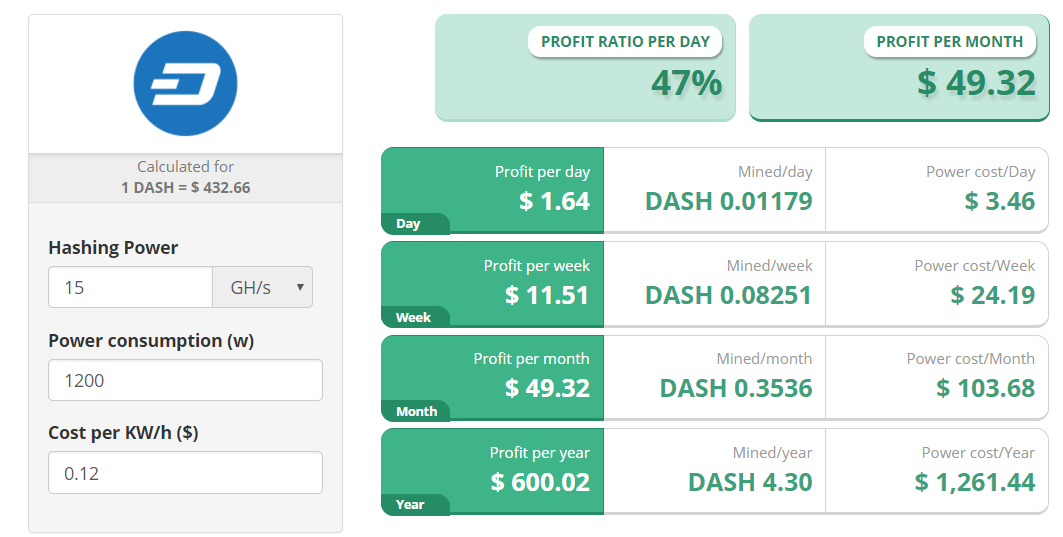 Calculated for
1 DASH = $ 432.66
Hashing Power
15 GH/s
Power consumption (w)
1200
Cost per KW/h ($)
0.12
PROFIT RATIO PER DAY
47%
PROFIT PER MONTH
$ 49.32
Profit per day
$ 1.64
Day
Mined/day
DASH 0.01179
Power cost/Day
$ 3.46
Profit per week
$ 11.51
Week
Mined/week
DASH 0.08251
Power cost/Week
$ 24.19
Profit per month
$ 49.32
Month
Mined/month
DASH 0.3536
Power cost/Month
$ 103.68
Profit per year
$ 600.02
Year
Mined/year
DASH 4.30
Power cost/Year
$ 1,261.44